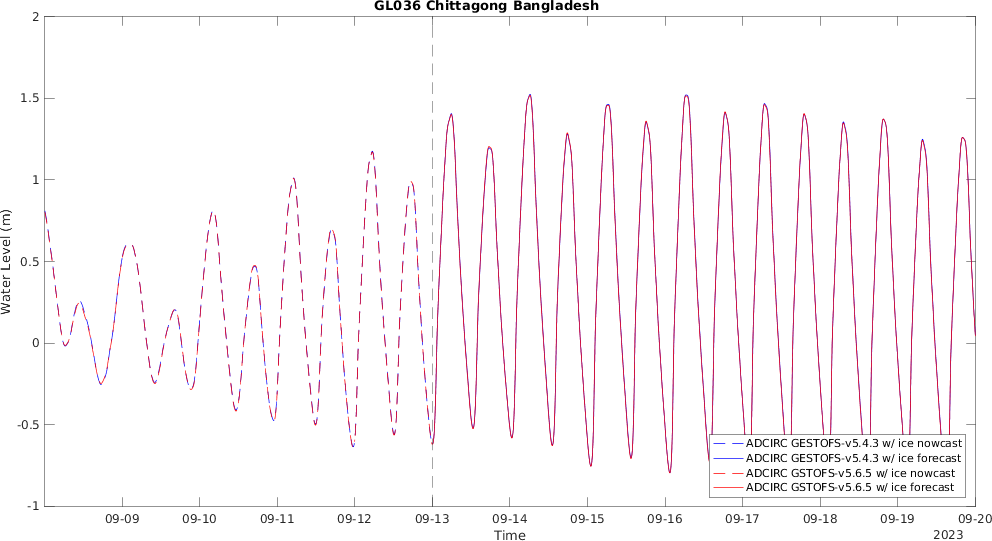 GL036 Chittagong Bangladesh
2
1.5
1
0.5
0
-0.5
-1
Water Level (m)
ADCIRC GESTOFS-v5.4.3 w/ ice nowcast
ADCIRC GESTOFS-v5.4.3 w/ ice forecast
ADCIRC GSTOFS-v5.6.5 w/ ice nowcast
ADCIRC GSTOFS-v5.6.5 w/ ice forecast
09-09 09-10 09-11 09-12 09-13 09-14 09-15 09-16 09-17 09-18 09-19 09-20
Time
2023